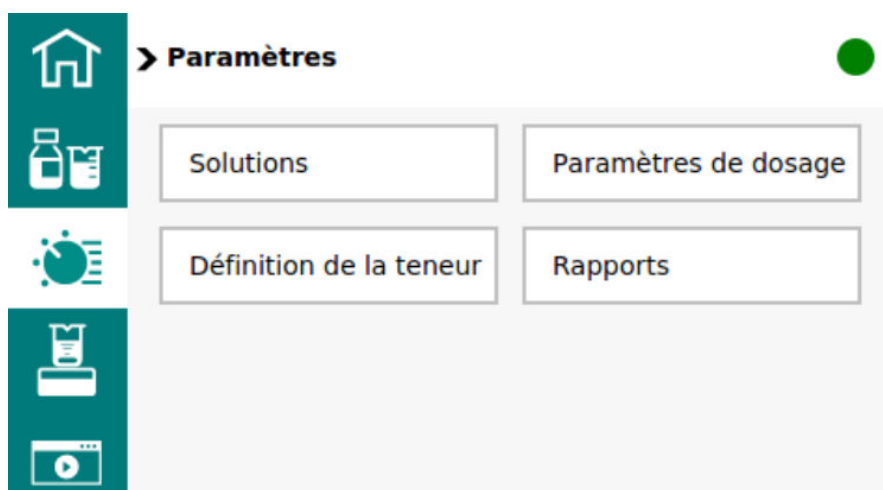 Paramètres
Solutions
Paramètres de dosage
Définition de la teneur
Rapports